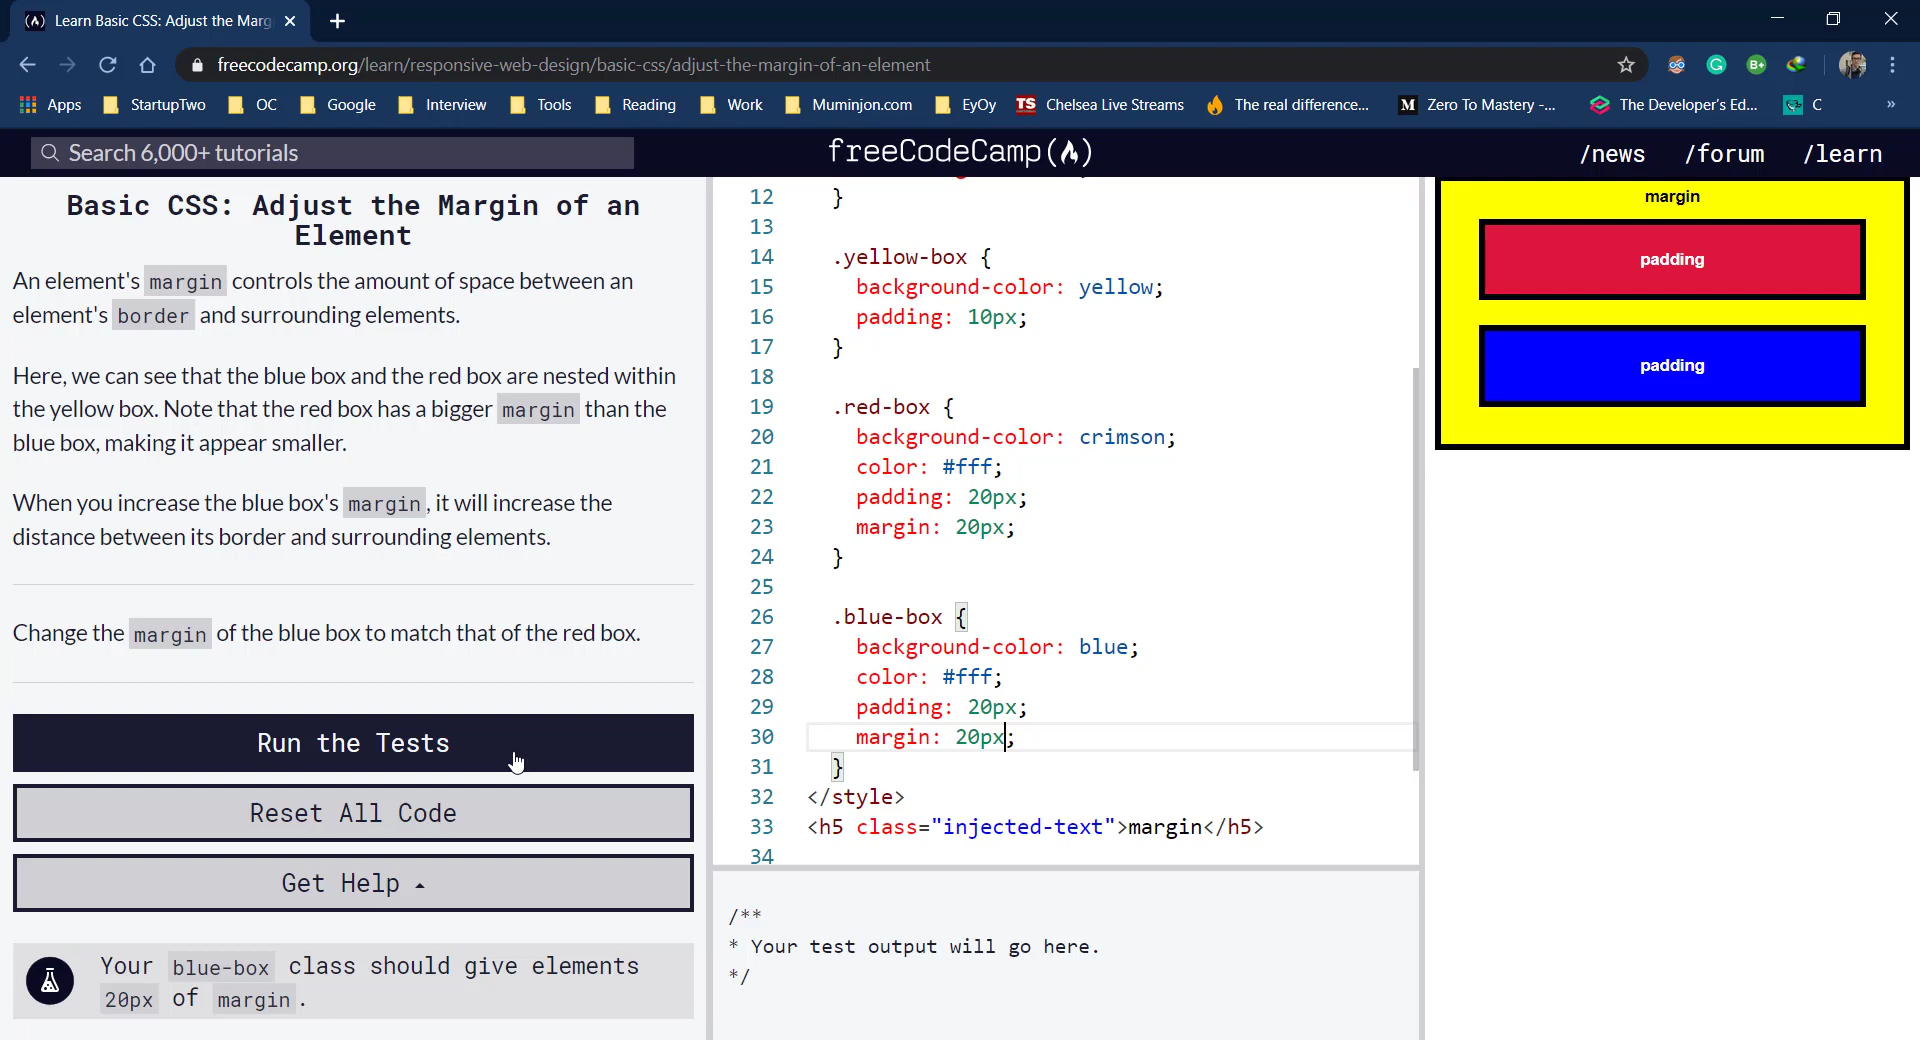 Learn Basic CSS: Adjust the Marg
freecodecamp.org/learn/responsive-web-design/basic-css/adjust-the-margin-of-an-element
Apps StartupTwo OC Google Interview Tools Reading Work Muminjon.com EyOy TS Chelsea Live Streams The real difference... M Zero To Mastery -... The Developer's Ed... C »
Search 6,000+ tutorials
freeCodeCamp(🔥)
/news /forum /learn
Basic CSS: Adjust the Margin of an
Element
An element's margin controls the amount of space between an
element's border and surrounding elements.
Here, we can see that the blue box and the red box are nested within
the yellow box. Note that the red box has a bigger margin than the
blue box, making it appear smaller.
When you increase the blue box's margin, it will increase the
distance between its border and surrounding elements.
Change the margin of the blue box to match that of the red box.
Run the Tests
Reset All Code
Get Help
Your blue-box class should give elements
20px of margin.
12 }
13
14 .yellow-box {
15 background-color: yellow;
16 padding: 10px;
17 }
18
19 .red-box {
20 background-color: crimson;
21 color: #fff;
22 padding: 20px;
23 margin: 20px;
24 }
25
26 .blue-box {
27 background-color: blue;
28 color: #fff;
29 padding: 20px;
30 margin: 20px;
31 }
32 </style>
33 <h5 class="injected-text">margin</h5>
34
/**
* Your test output will go here.
*/
margin
padding
padding